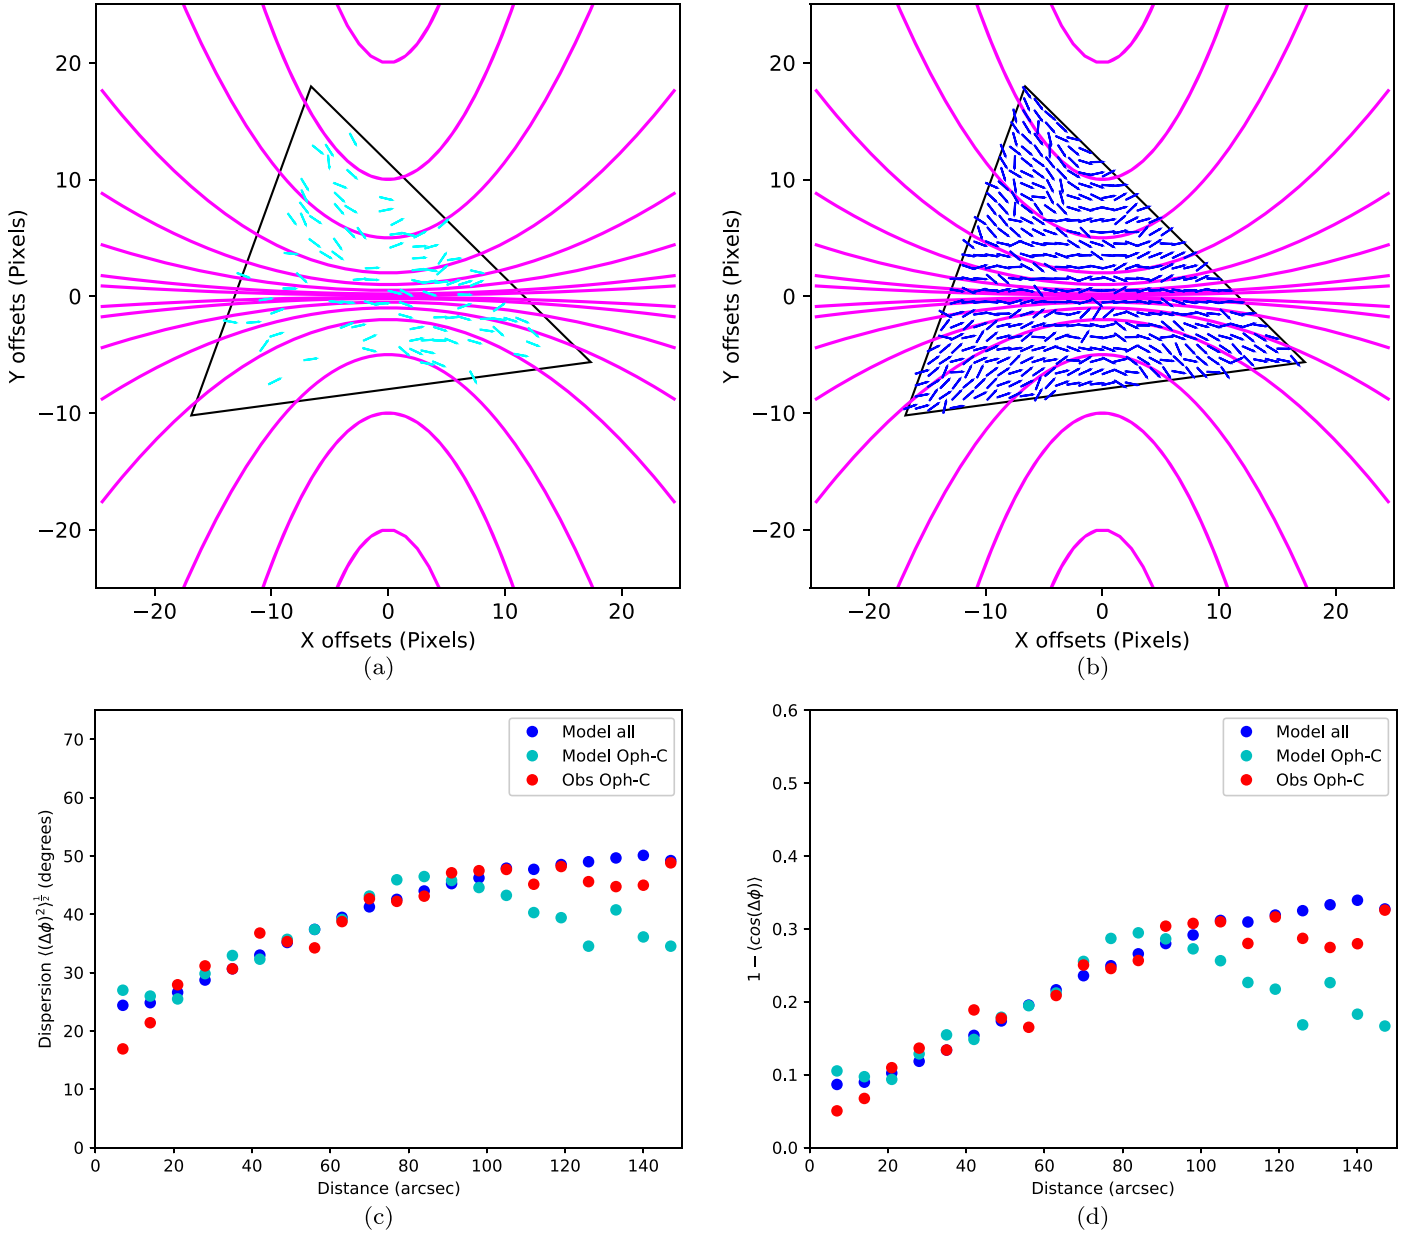 20
10
0
−10
−20
Y offsets (Pixels)
−20 −10 0 10 20
X offsets (Pixels)
(a)
20
10
0
−10
−20
Y offsets (Pixels)
−20 −10 0 10 20
X offsets (Pixels)
(b)
70
60
50
40
30
20
10
0
Dispersion ⟨(Δϕ)²⟩^½ (degrees)
Model all
Model Oph-C
Obs Oph-C
0 20 40 60 80 100 120 140
Distance (arcsec)
(c)
0.6
0.5
0.4
0.3
0.2
0.1
0.0
1−⟨cos(Δϕ)⟩
Model all
Model Oph-C
Obs Oph-C
0 20 40 60 80 100 120 140
Distance (arcsec)
(d)